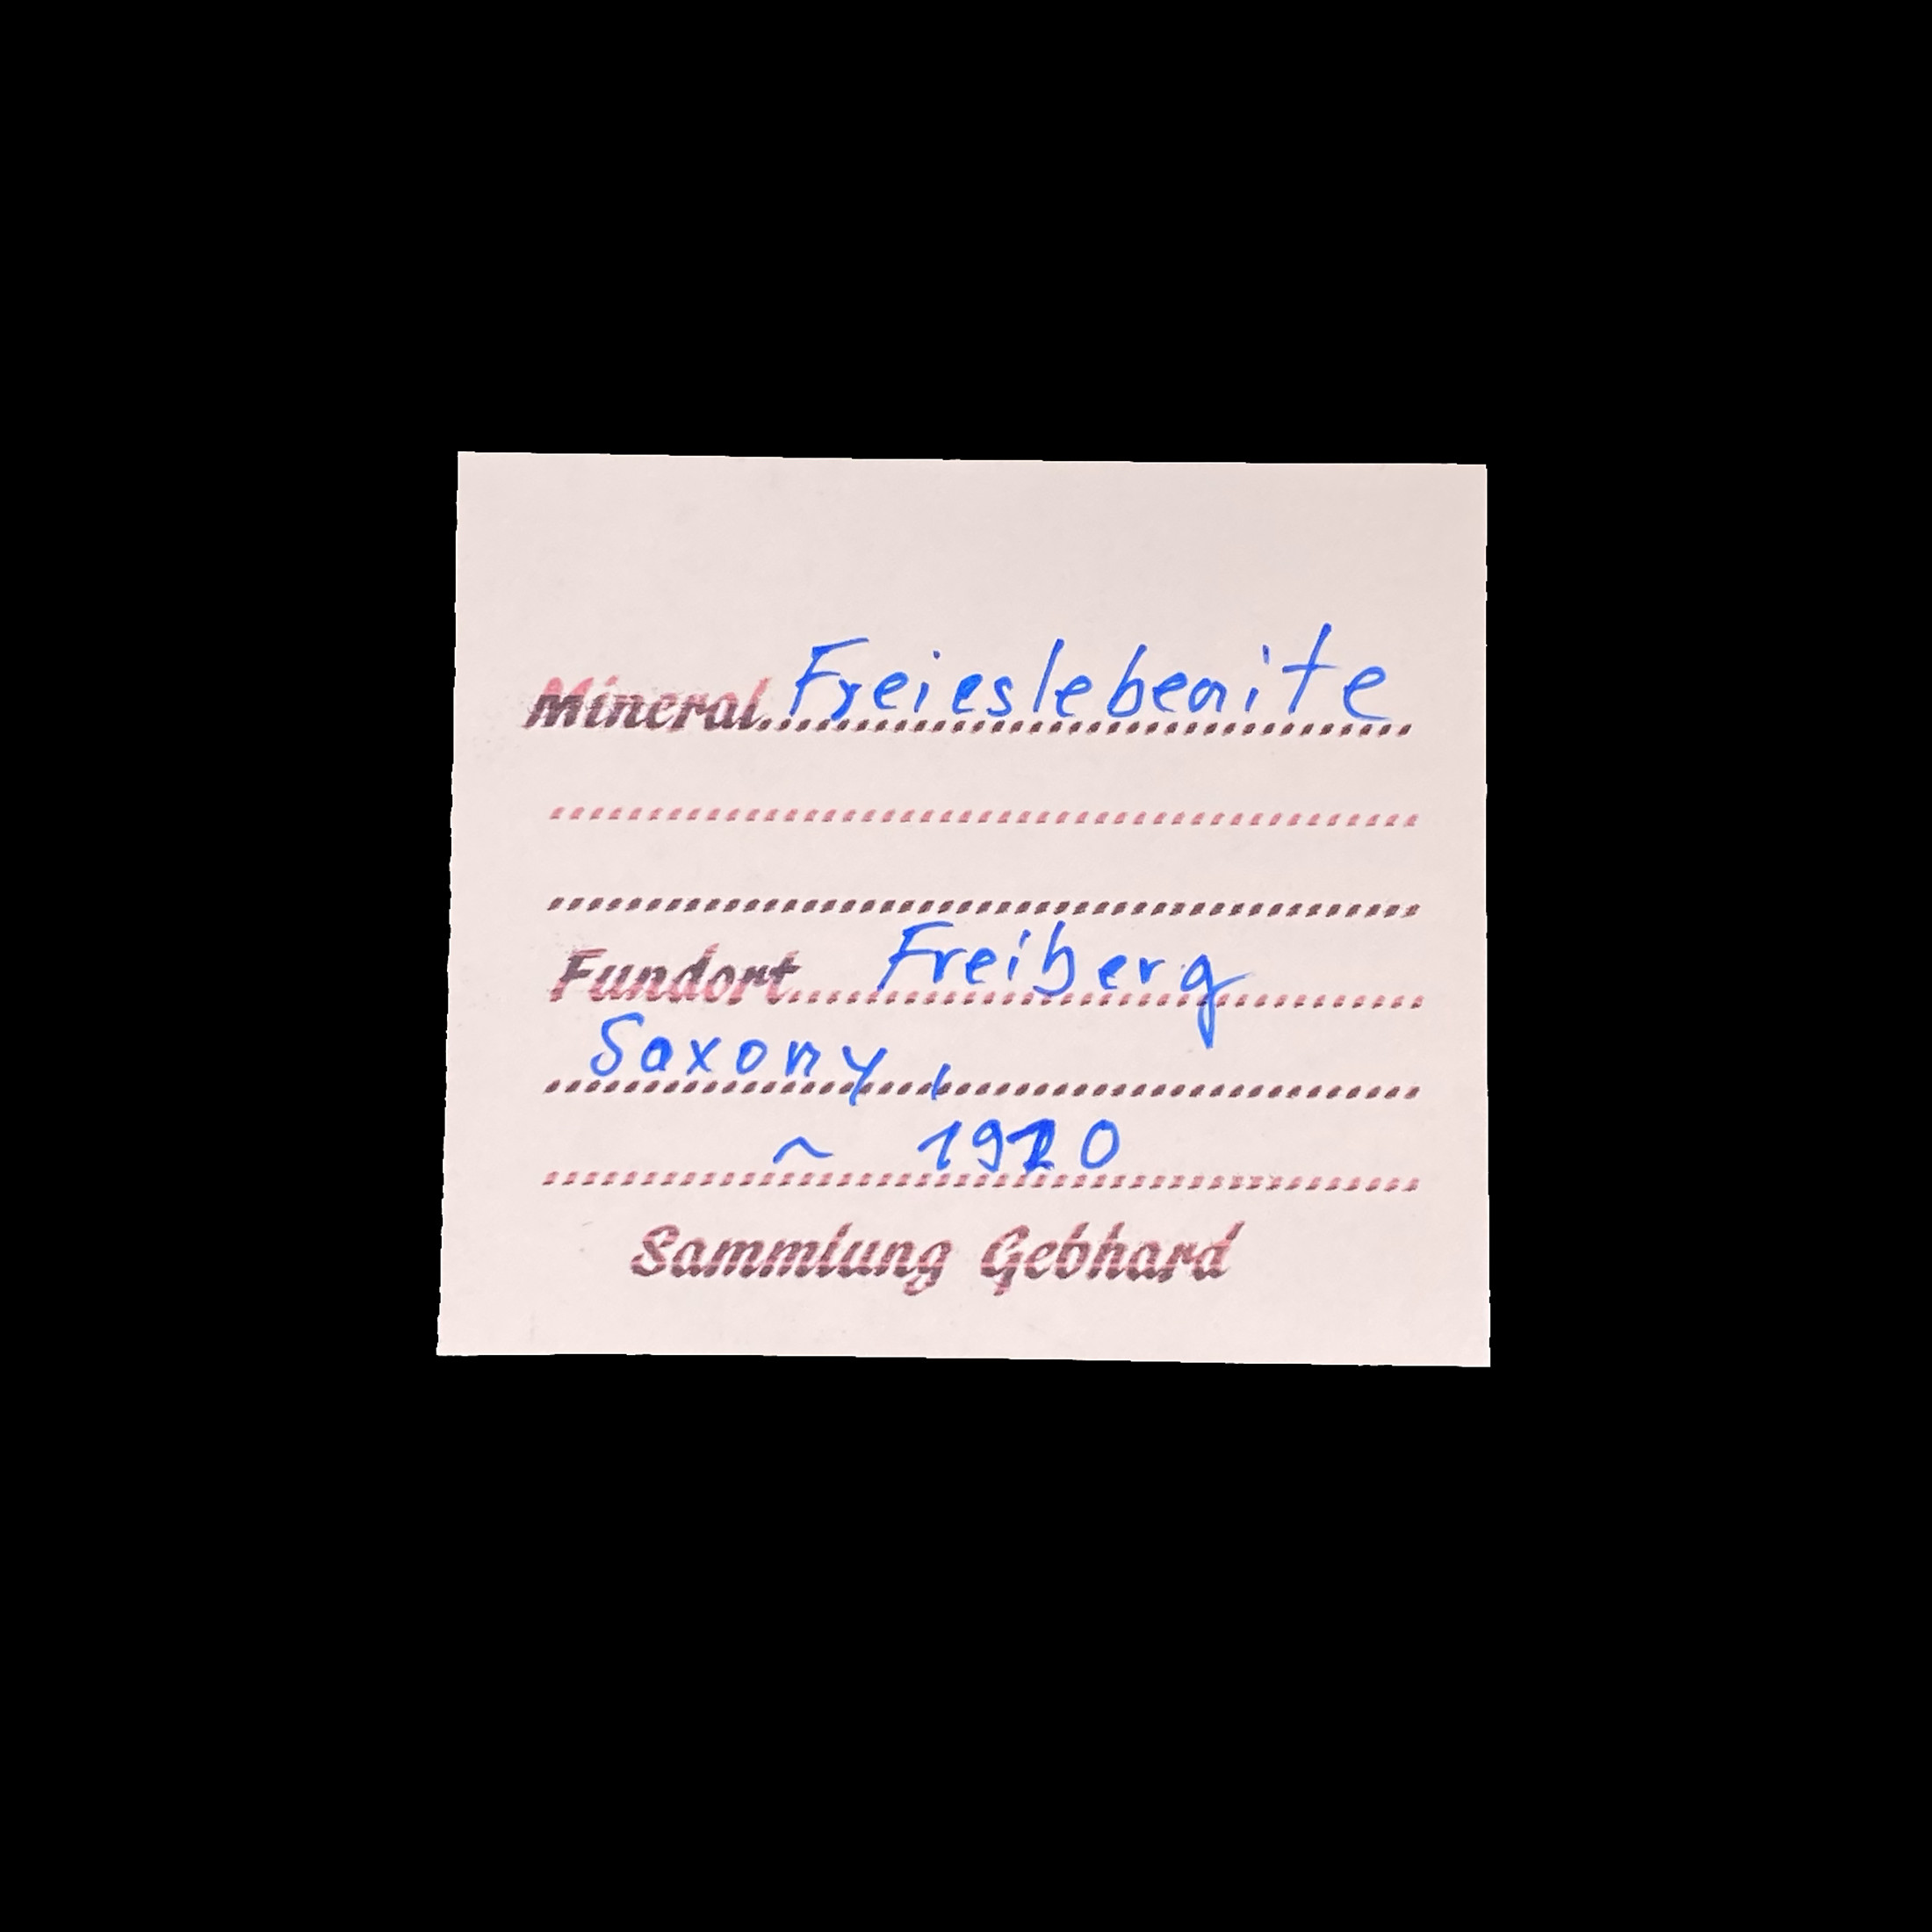 Mineral Freieslebenite
Fundort Freiberg
Saxony,
~ 1920
Sammlung Gebhard